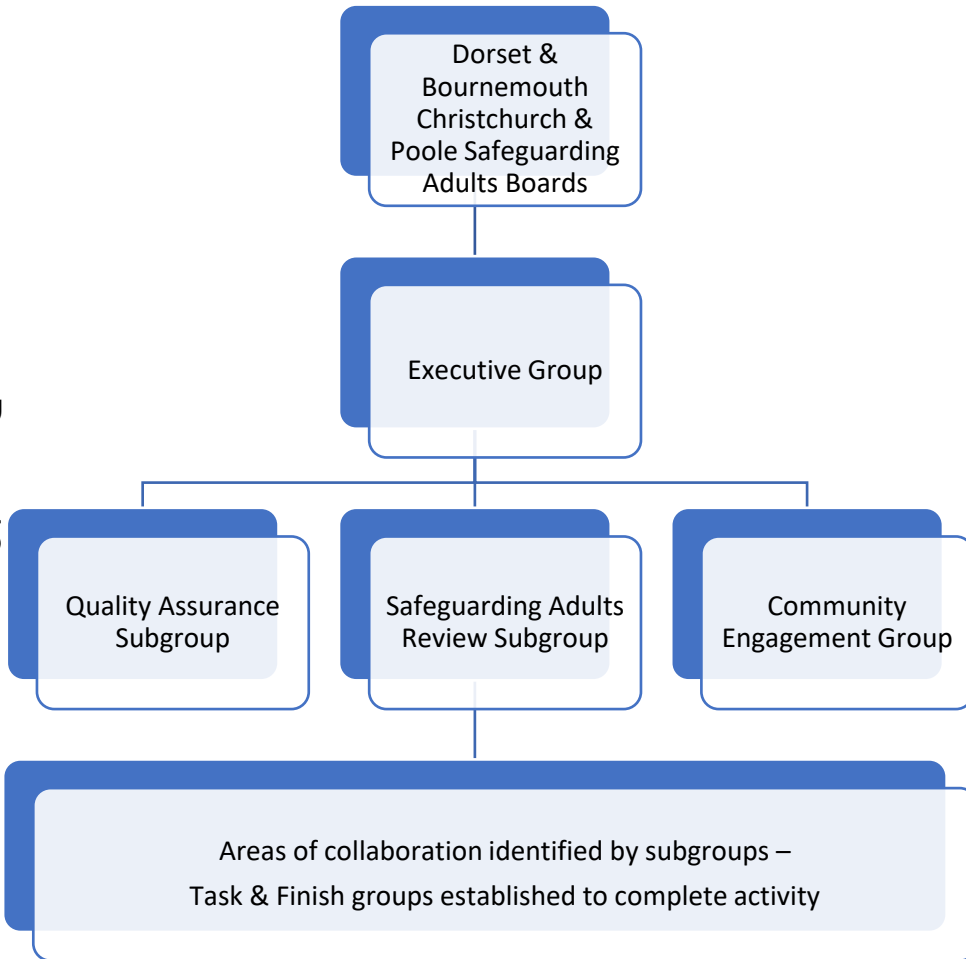 Dorset &
Bournemouth
Christchurch &
Poole Safeguarding
Adults Boards
Executive Group
Quality Assurance
Subgroup
Safeguarding Adults
Review Subgroup
Community
Engagement Group
Areas of collaboration identified by subgroups –
Task & Finish groups established to complete activity